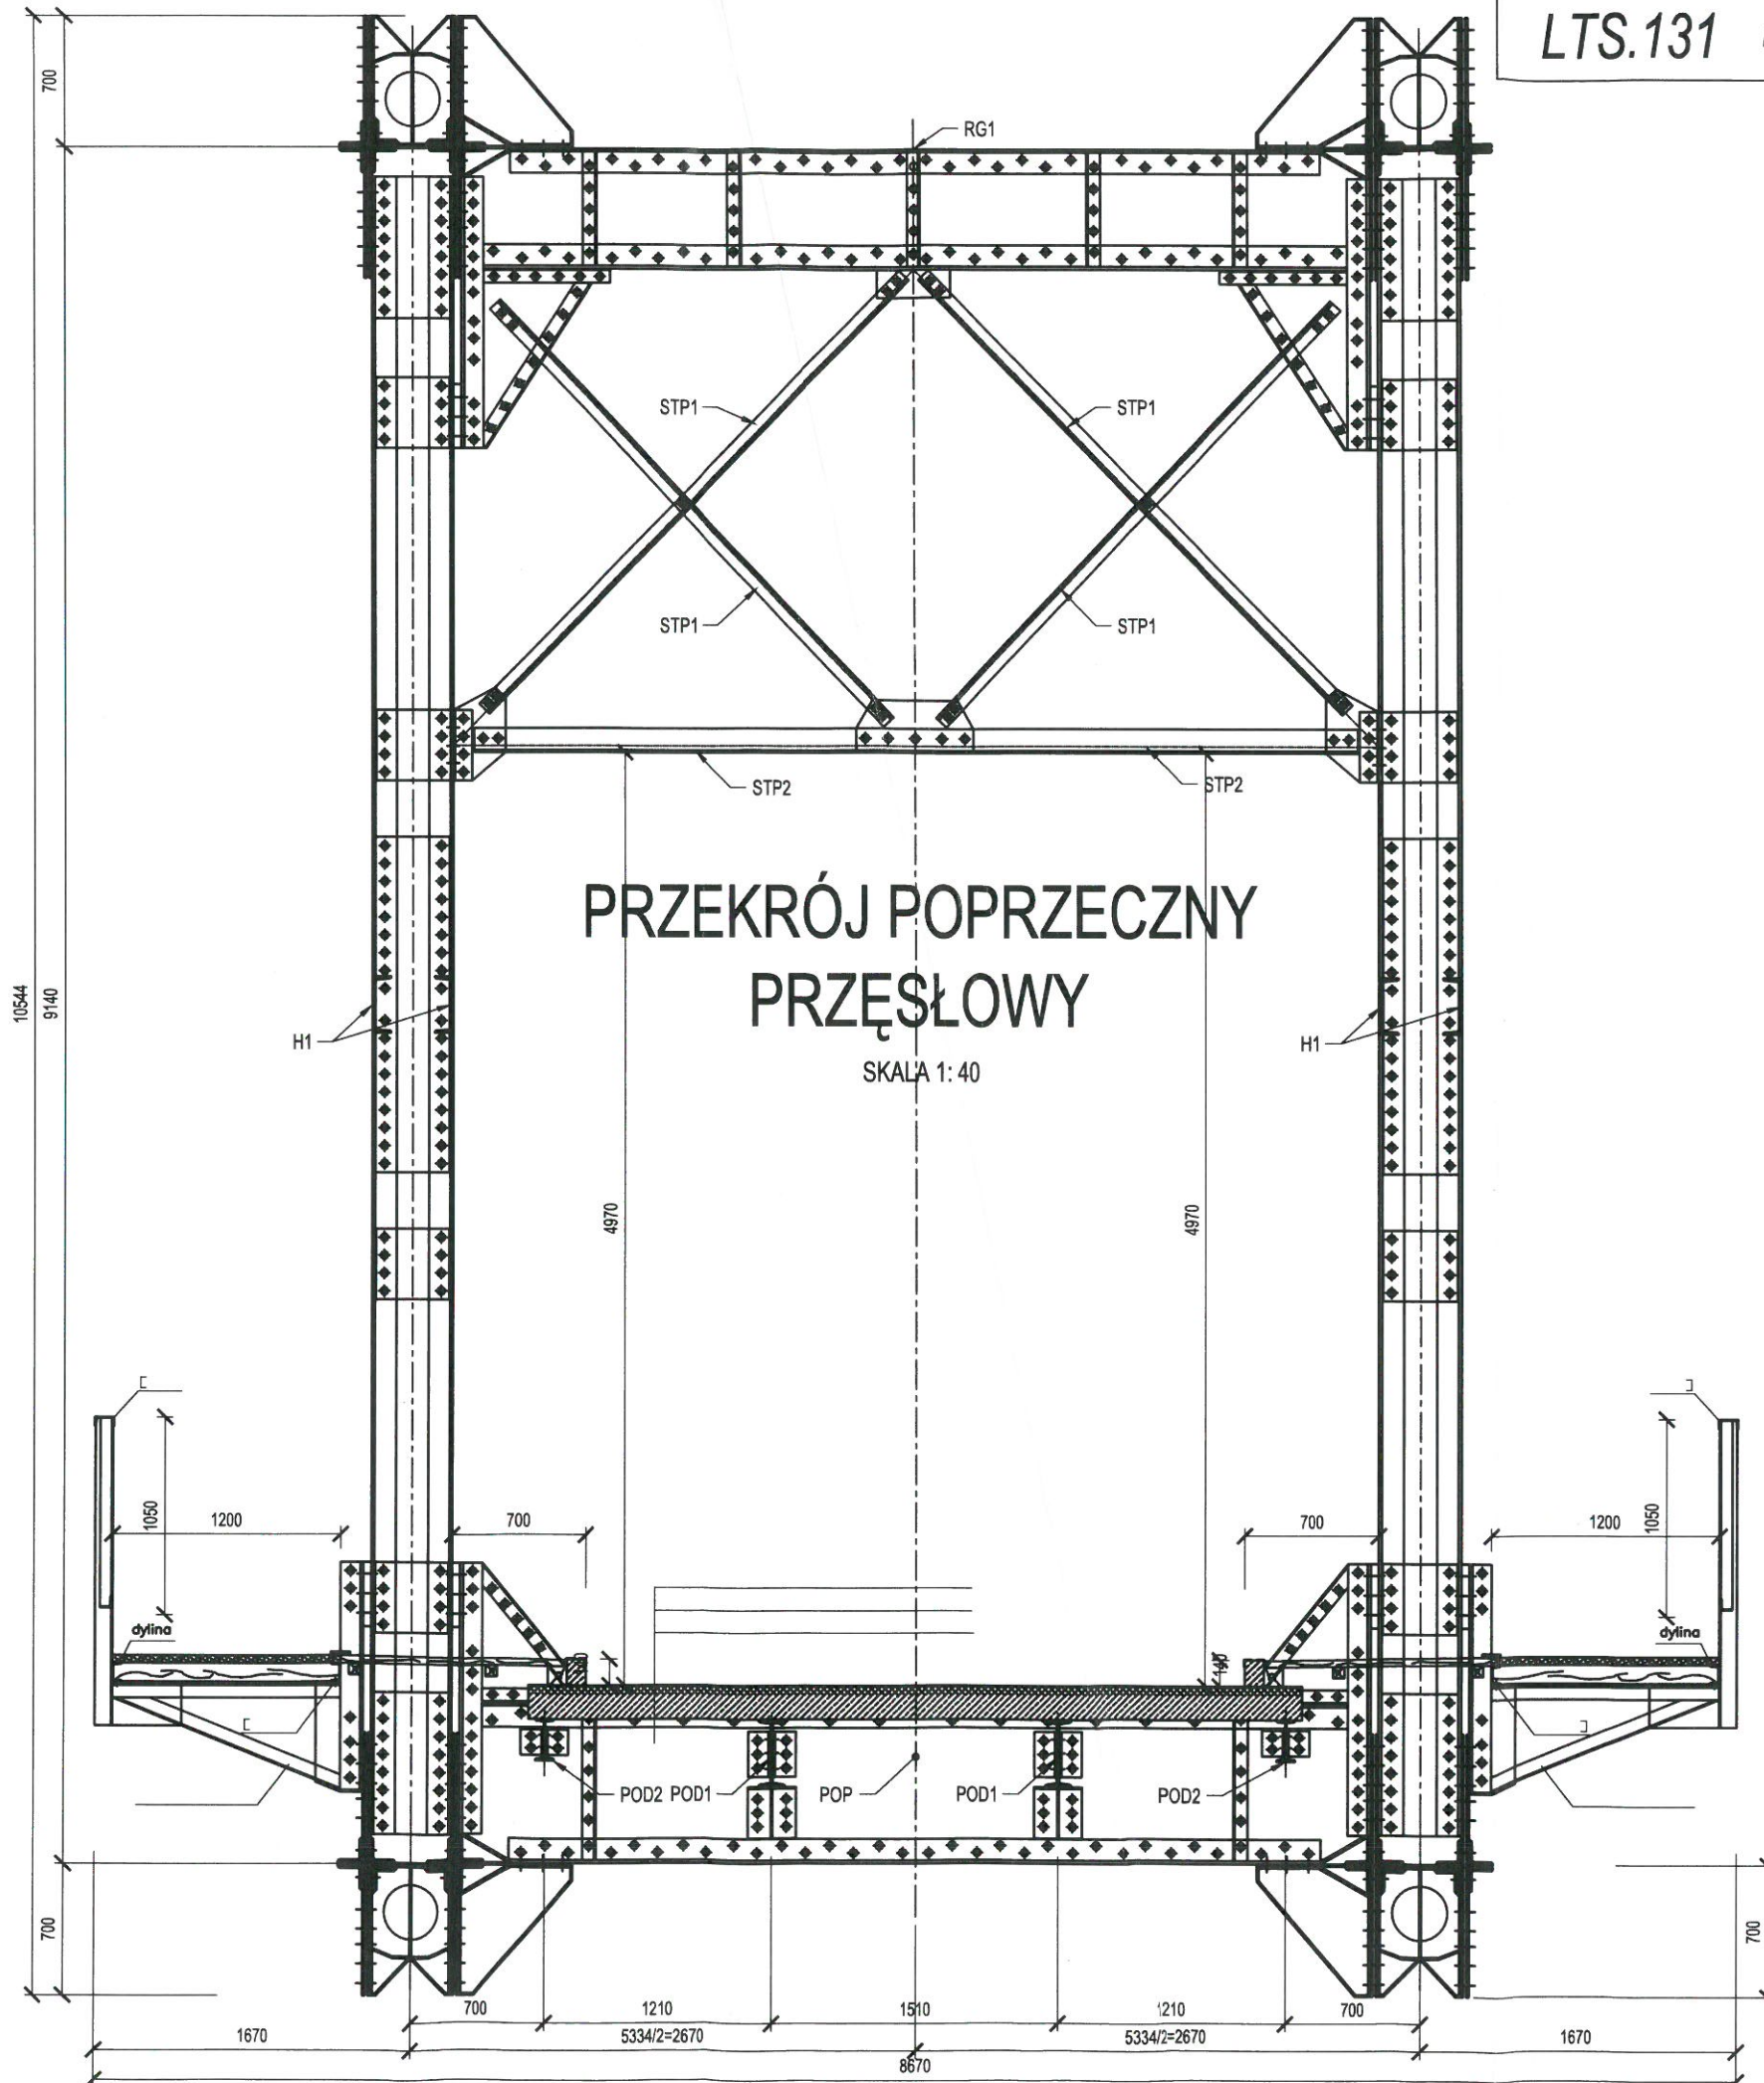 LTS.131
700
RG1
STP1
STP1
STP1
STP1
STP2
STP2
PRZEKRÓJ POPRZECZNY
PRZĘSŁOWY
SKALA 1: 40
10544
9140
H1
H1
4970
4970
1050
1200
700
700
1200
1050
dylina
dylina
140
POD2
POD1
POP
POD1
POD2
700
700
700
1210
1510
1210
700
1670
5334/2=2670
5334/2=2670
1670
8670